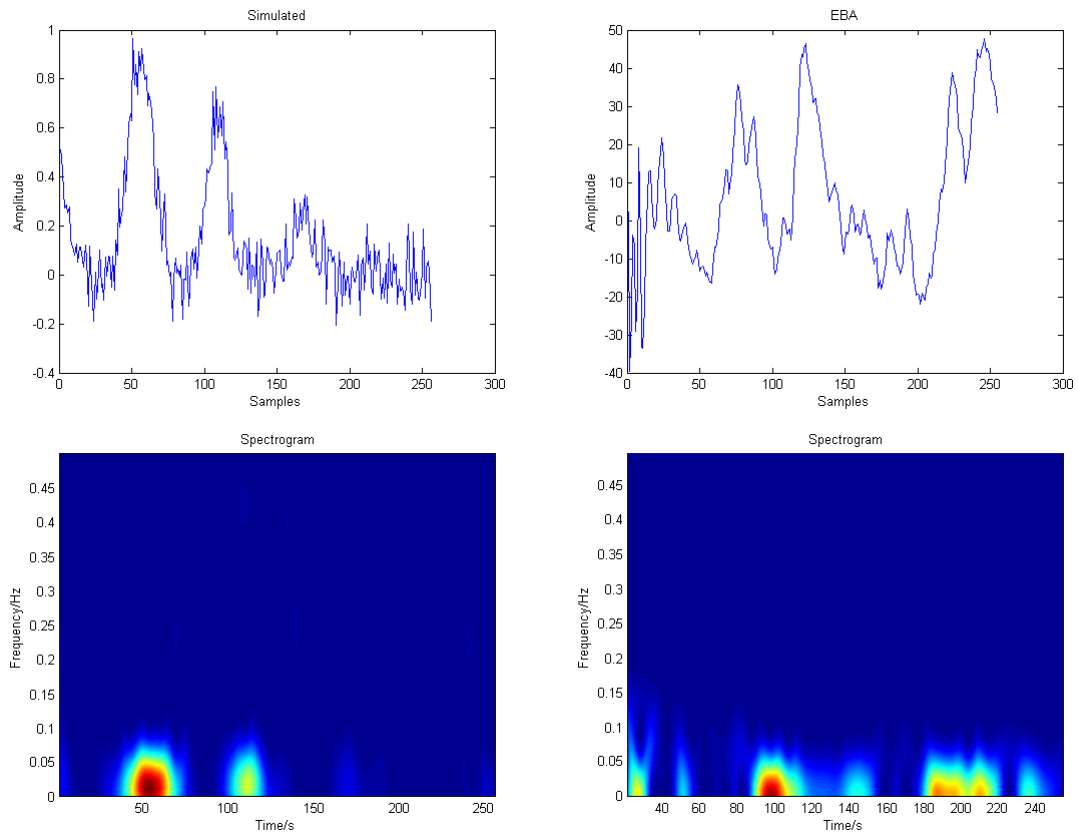 Simulated
1
0.8
0.6
0.4
0.2
0
-0.2
-0.4
Amplitude
0 50 100 150 200 250 300
Samples
EBA
50
40
30
20
10
0
-10
-20
-30
-40
Amplitude
0 50 100 150 200 250 300
Samples
Spectrogram
0.45
0.4
0.35
0.3
0.25
0.2
0.15
0.1
0.05
0
Frequency/Hz
50 100 150 200 250
Time/s
Spectrogram
0.45
0.4
0.35
0.3
0.25
0.2
0.15
0.1
0.05
0
Frequency/Hz
40 60 80 100 120 140 160 180 200 220 240
Time/s